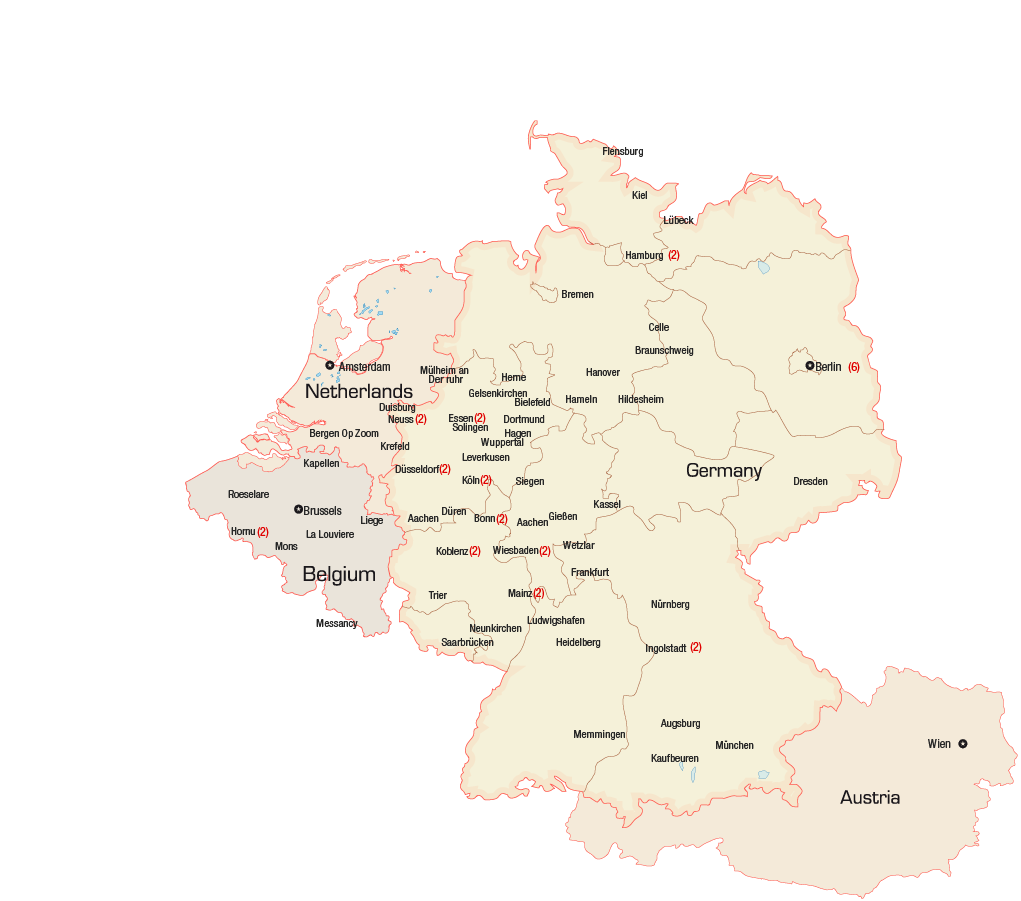 Flensburg
Kiel
Lübeck
Hamburg (2)
Bremen
Celle
Braunschweig
Amsterdam
Berlin (6)
Mülheim an
Der ruhr
Herne
Hanover
Netherlands
Gelsenkirchen
Bielefeld
Hameln
Hildesheim
Duisburg
Neuss (2)
Essen (2)
Dortmund
Solingen
Bergen Op Zoom
Hagen
Krefeld
Wuppertal
Leverkusen
Kapellen
Düsseldorf (2)
Germany
Köln (2)
Siegen
Dresden
Roeselare
Kassel
Brussels
Düren
Liege
Aachen
Bonn (2)
Aachen
Gießen
Hornu (2)
La Louviere
Mons
Koblenz (2)
Wiesbaden (2)
Wetzlar
Belgium
Frankfurt
Trier
Mainz (2)
Nürnberg
Messancy
Ludwigshafen
Neunkirchen
Saarbrücken
Heidelberg
Ingolstadt (2)
Augsburg
Memmingen
München
Wien
Kaufbeuren
Austria